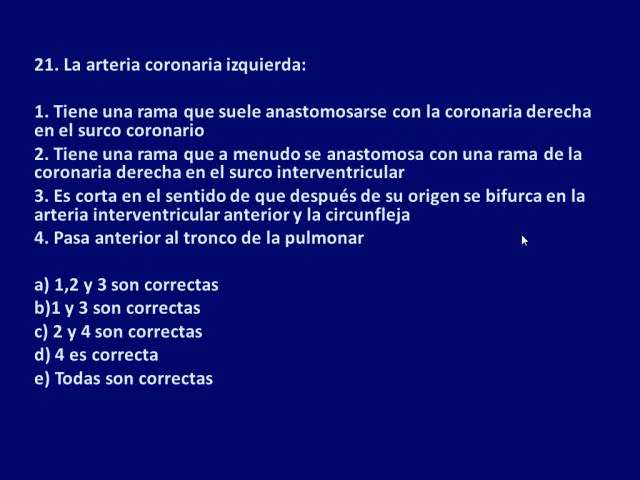 21. La arteria coronaria izquierda:
1. Tiene una rama que suele anastomosarse con la coronaria derecha
en el surco coronario
2. Tiene una rama que a menudo se anastomosa con una rama de la
coronaria derecha en el surco interventricular
3. Es corta en el sentido de que después de su origen se bifurca en la
arteria interventricular anterior y la circunfleja
4. Pasa anterior al tronco de la pulmonar
a) 1,2 y 3 son correctas
b)1 y 3 son correctas
c) 2 y 4 son correctas
d) 4 es correcta
e) Todas son correctas